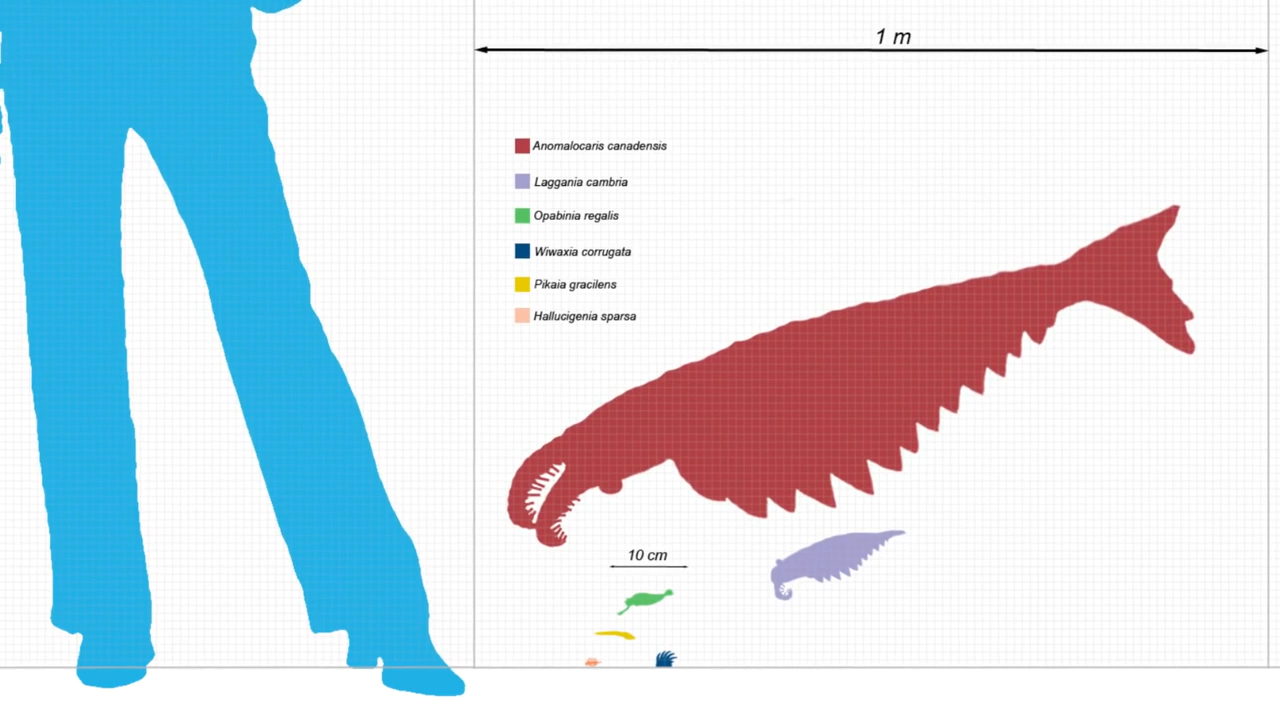 1 m
Anomalocaris canadensis
Laggania cambria
Opabinia regalis
Wiwaxia corrugata
Pikaia gracilens
Hallucigenia sparsa
10 cm